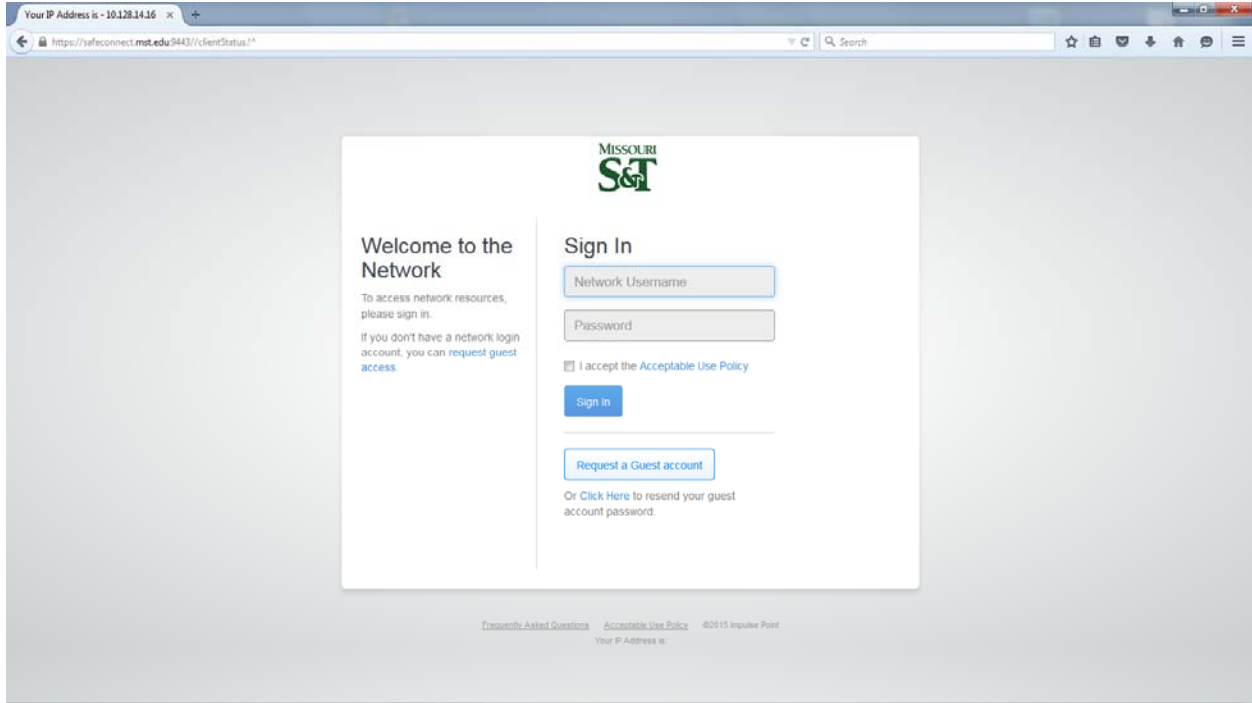 Your IP Address is - 10.128.14.16
https://safeconnect.mst.edu:9443//clientStatus.!^
Search
MISSOURI
S&T
Welcome to the
Network
To access network resources,
please sign in.
If you don't have a network login
account, you can request guest
access.
Sign In
Network Username
Password
I accept the Acceptable Use Policy
Sign In
Request a Guest account
Or Click Here to resend your guest
account password.
Frequently Asked Questions Acceptable Use Policy ©2015 Impulse Point
Your IP Address is: